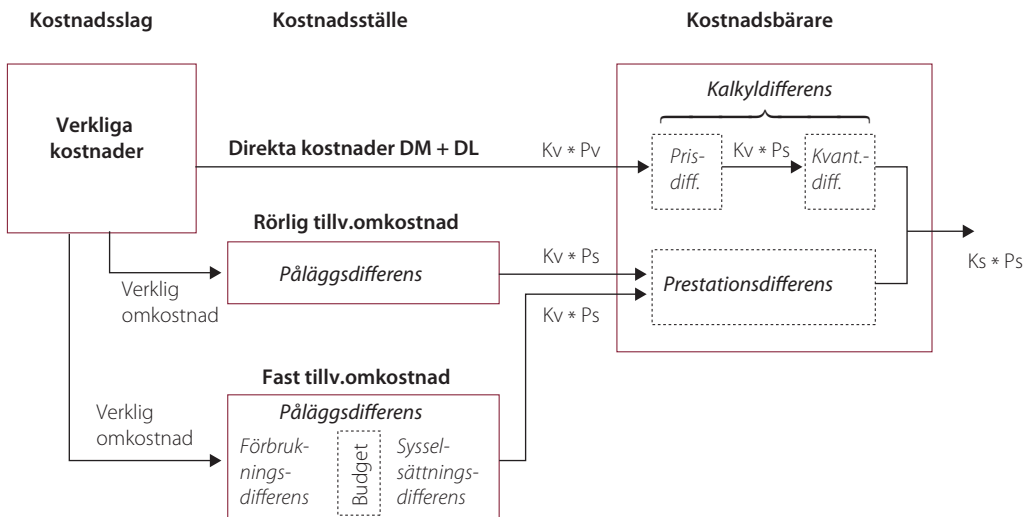 Kostnadsslag
Kostnadsställe
Kostnadsbärare
Verkliga
kostnader
Direkta kostnader DM + DL
Kv * Pv
Kalkyldifferens
Pris-
diff.
Kv * Ps
Kvant.-
diff.
Ks * Ps
Rörlig tillv.omkostnad
Påläggsdifferens
Verklig
omkostnad
Kv * Ps
Kv * Ps
Prestationsdifferens
Fast tillv.omkostnad
Påläggsdifferens
Verklig
omkostnad
Förbruk-
nings-
differens
Budget
Syssel-
sättnings-
differens